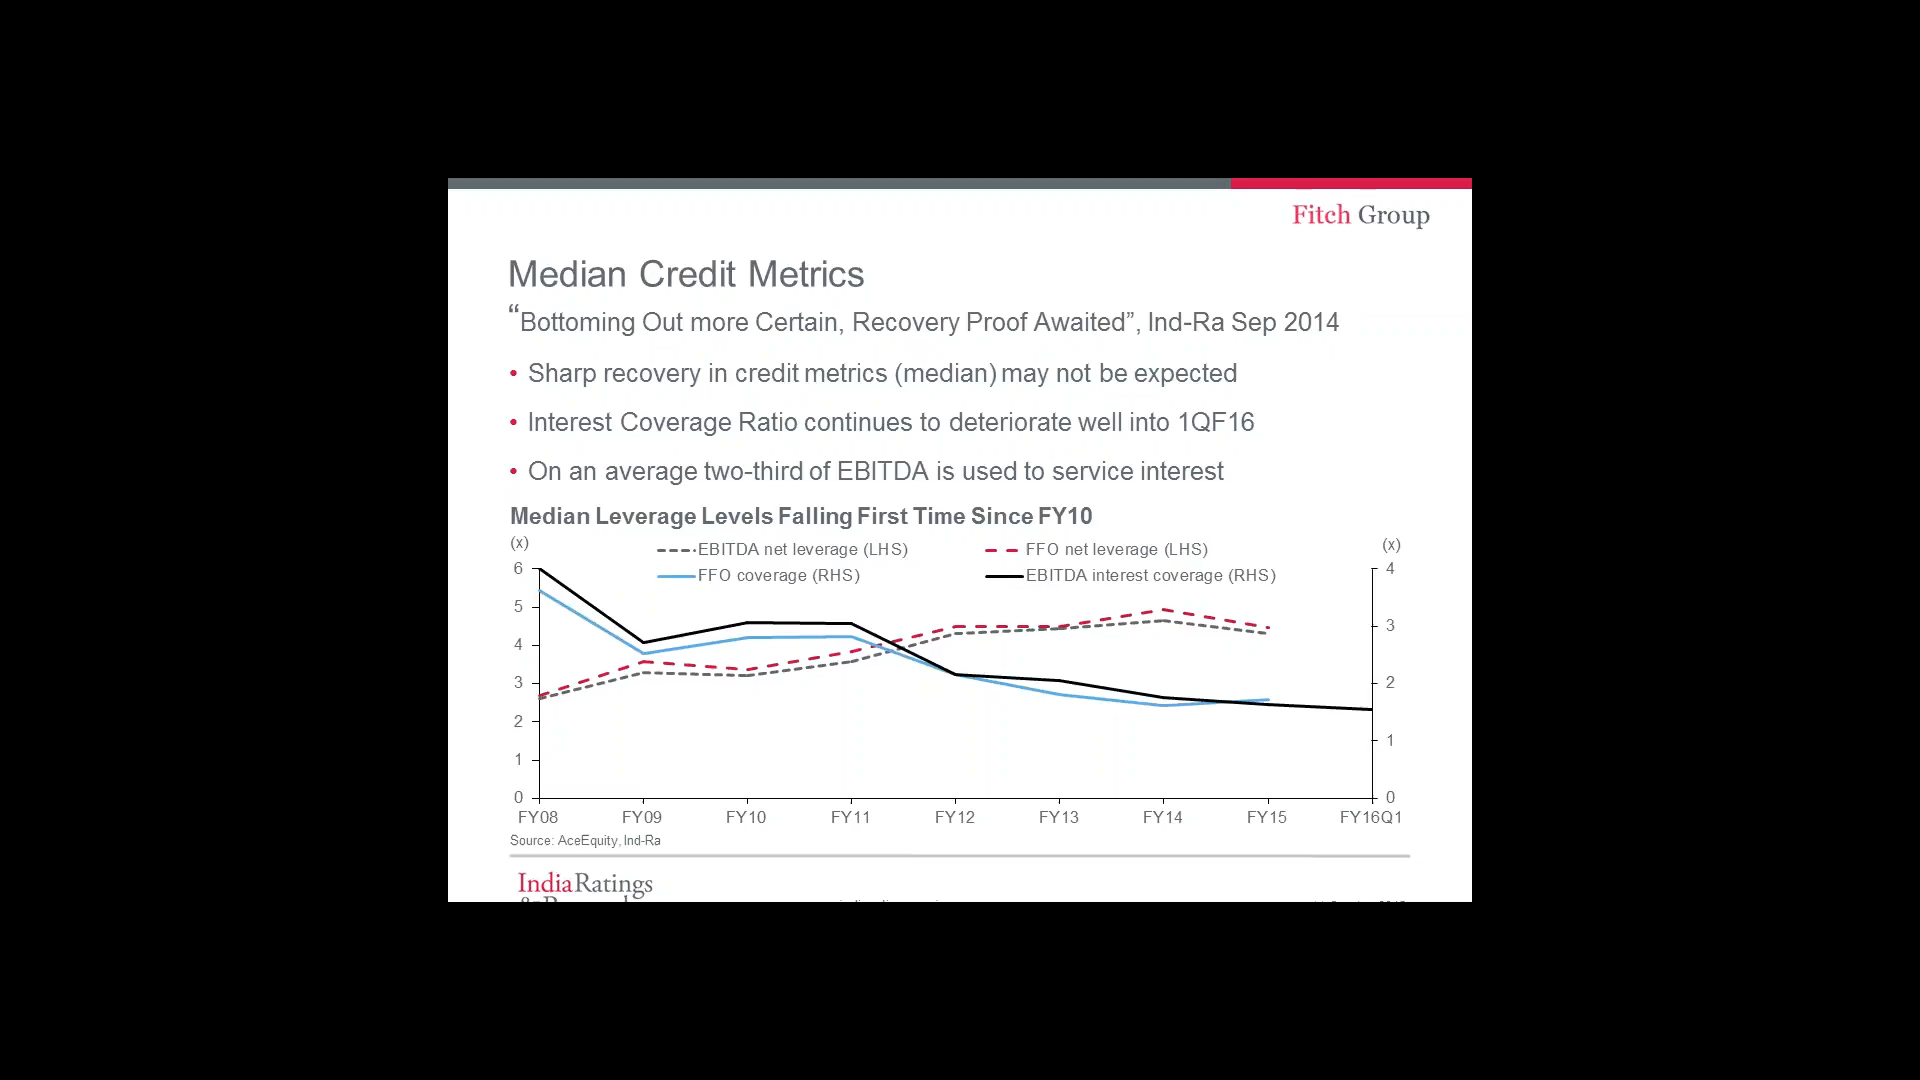 Fitch Group
Median Credit Metrics
“Bottoming Out more Certain, Recovery Proof Awaited”, Ind-Ra Sep 2014
• Sharp recovery in credit metrics (median) may not be expected
• Interest Coverage Ratio continues to deteriorate well into 1QF16
• On an average two-third of EBITDA is used to service interest
Median Leverage Levels Falling First Time Since FY10
(x) (x)
EBITDA net leverage (LHS) FFO net leverage (LHS)
FFO coverage (RHS) EBITDA interest coverage (RHS)
6 4
5
4 3
3 2
2
1 1
0 0
FY08 FY09 FY10 FY11 FY12 FY13 FY14 FY15 FY16Q1
Source: AceEquity, Ind-Ra
IndiaRatings